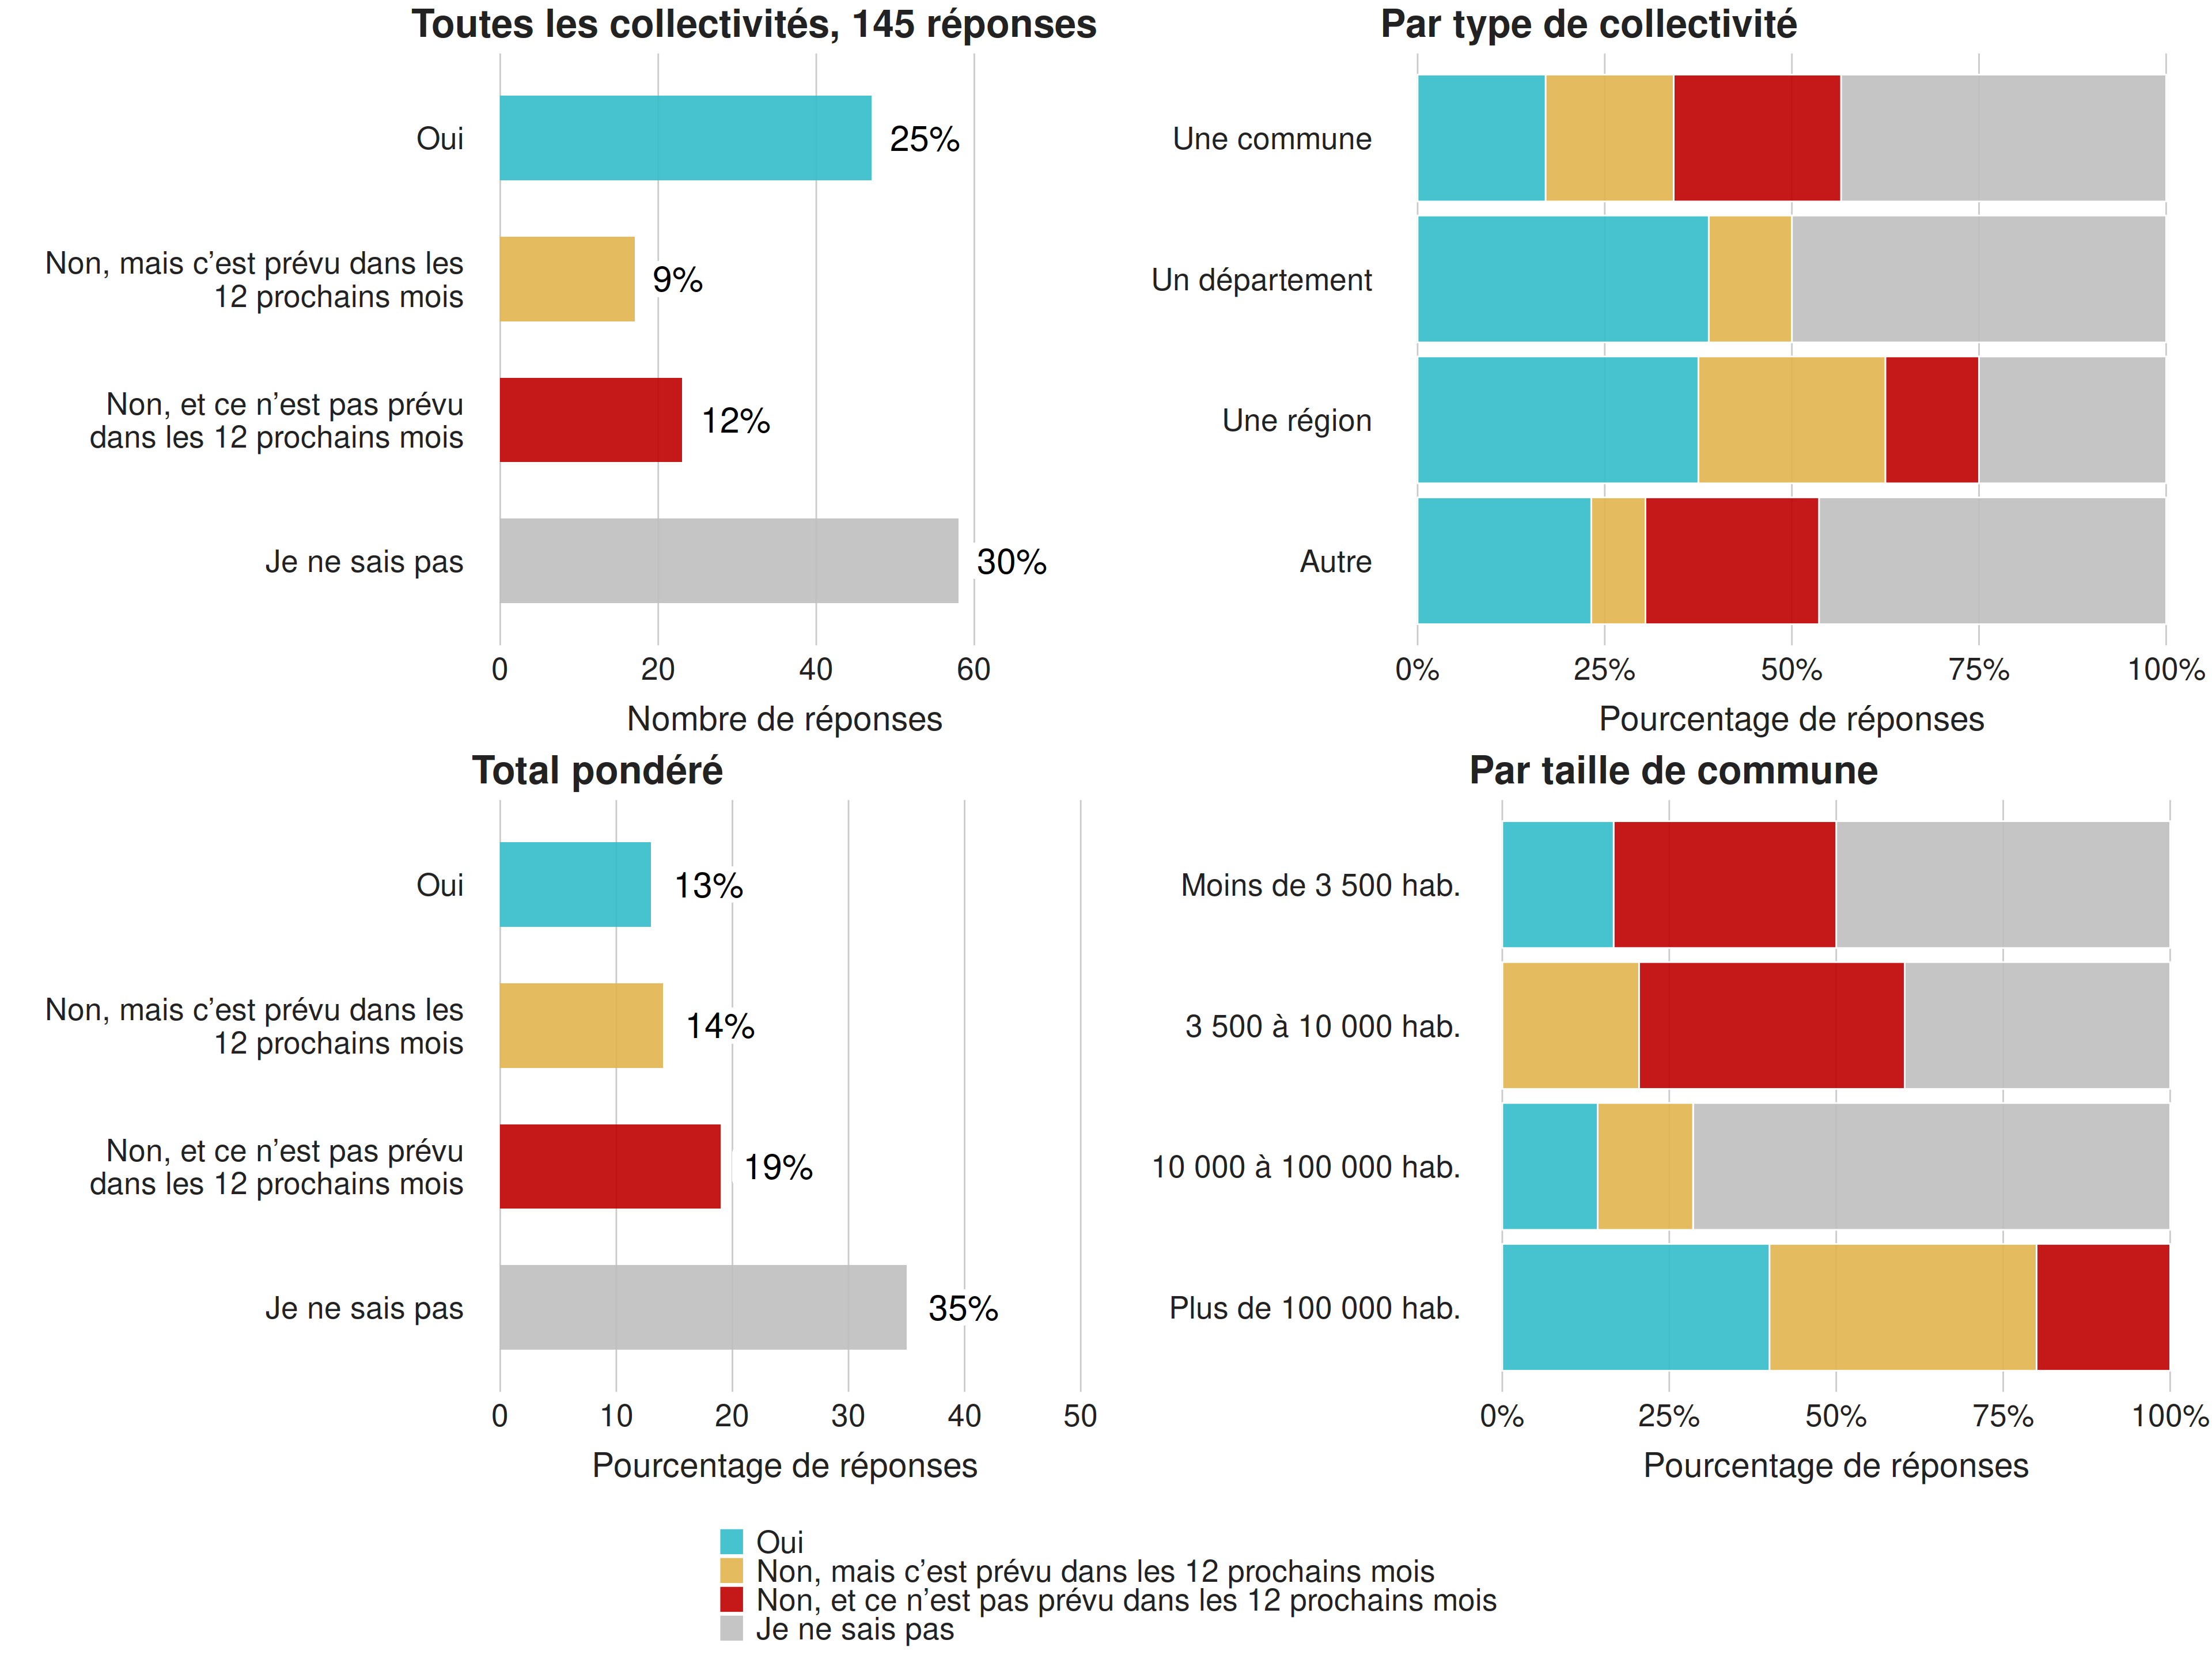 Toutes les collectivités, 145 réponses
Oui
25%
Non, mais c’est prévu dans les
12 prochains mois
9%
Non, et ce n’est pas prévu
dans les 12 prochains mois
12%
Je ne sais pas
30%
0 20 40 60
Nombre de réponses
Par type de collectivité
Une commune
Un département
Une région
Autre
0% 25% 50% 75% 100%
Pourcentage de réponses
Total pondéré
Oui
13%
Non, mais c’est prévu dans les
12 prochains mois
14%
Non, et ce n’est pas prévu
dans les 12 prochains mois
19%
Je ne sais pas
35%
0 10 20 30 40 50
Pourcentage de réponses
Par taille de commune
Moins de 3 500 hab.
3 500 à 10 000 hab.
10 000 à 100 000 hab.
Plus de 100 000 hab.
0% 25% 50% 75% 100%
Pourcentage de réponses
Oui
Non, mais c’est prévu dans les 12 prochains mois
Non, et ce n’est pas prévu dans les 12 prochains mois
Je ne sais pas